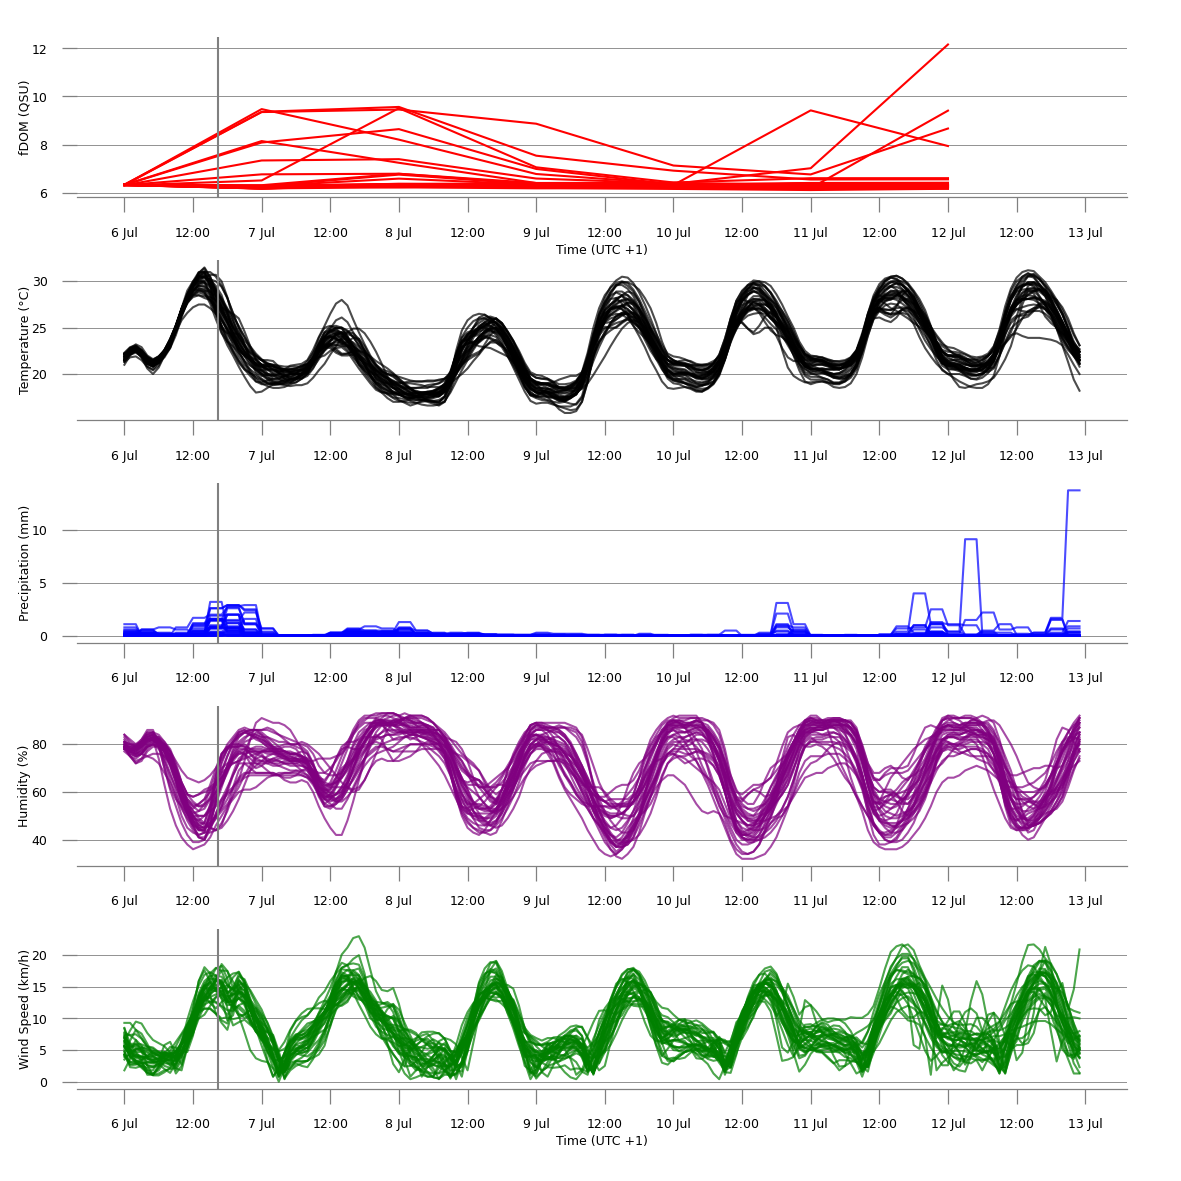 12
10
8
6
fDOM (QSU)
6 Jul 12:00 7 Jul 12:00 8 Jul 12:00 9 Jul 12:00 10 Jul 12:00 11 Jul 12:00 12 Jul 12:00 13 Jul
Time (UTC +1)
30
25
20
Temperature (°C)
6 Jul 12:00 7 Jul 12:00 8 Jul 12:00 9 Jul 12:00 10 Jul 12:00 11 Jul 12:00 12 Jul 12:00 13 Jul
10
5
0
Precipitation (mm)
6 Jul 12:00 7 Jul 12:00 8 Jul 12:00 9 Jul 12:00 10 Jul 12:00 11 Jul 12:00 12 Jul 12:00 13 Jul
80
60
40
Humidity (%)
6 Jul 12:00 7 Jul 12:00 8 Jul 12:00 9 Jul 12:00 10 Jul 12:00 11 Jul 12:00 12 Jul 12:00 13 Jul
20
15
10
5
0
Wind Speed (km/h)
6 Jul 12:00 7 Jul 12:00 8 Jul 12:00 9 Jul 12:00 10 Jul 12:00 11 Jul 12:00 12 Jul 12:00 13 Jul
Time (UTC +1)